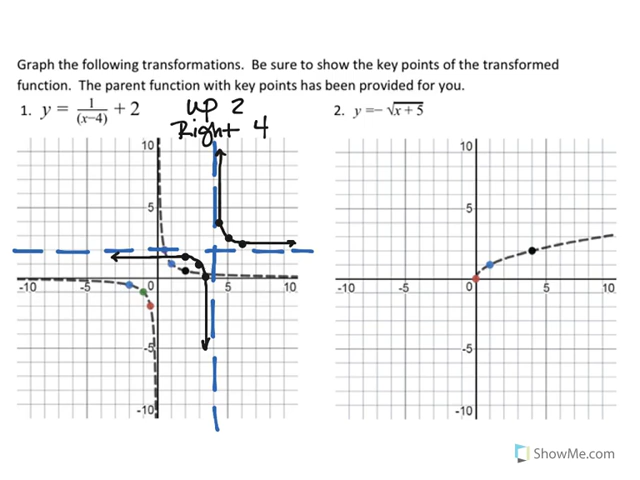 Graph the following transformations. Be sure to show the key points of the transformed
function. The parent function with key points has been provided for you.
1. y = 1/(x−4) + 2
up 2
Right 4
2. y =− √x + 5
10
5
-10
-5
0
5
10
-5
-10
10
5
-10
-5
0
5
10
-5
-10
ShowMe.com